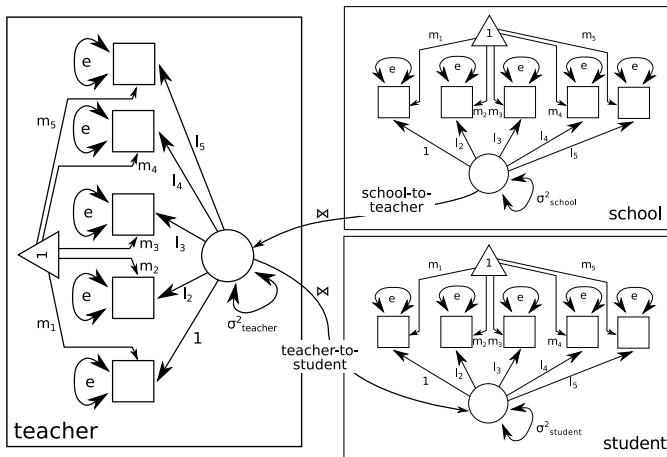 e
m₅
l₅
e
m₄
l₄
e
m₃
l₃
1
m₂
l₂
e
σ²teacher
m₁
1
e
teacher
m₁
1
m₅
e
e
e
e
e
m₂
m₃
m₄
1
l₂
l₃
l₄
l₅
σ²school
school
⋈
school-to-
teacher
⋈
teacher-to-
student
m₁
1
m₅
e
e
e
e
e
m₂
m₃
m₄
1
l₂
l₃
l₄
l₅
σ²student
student